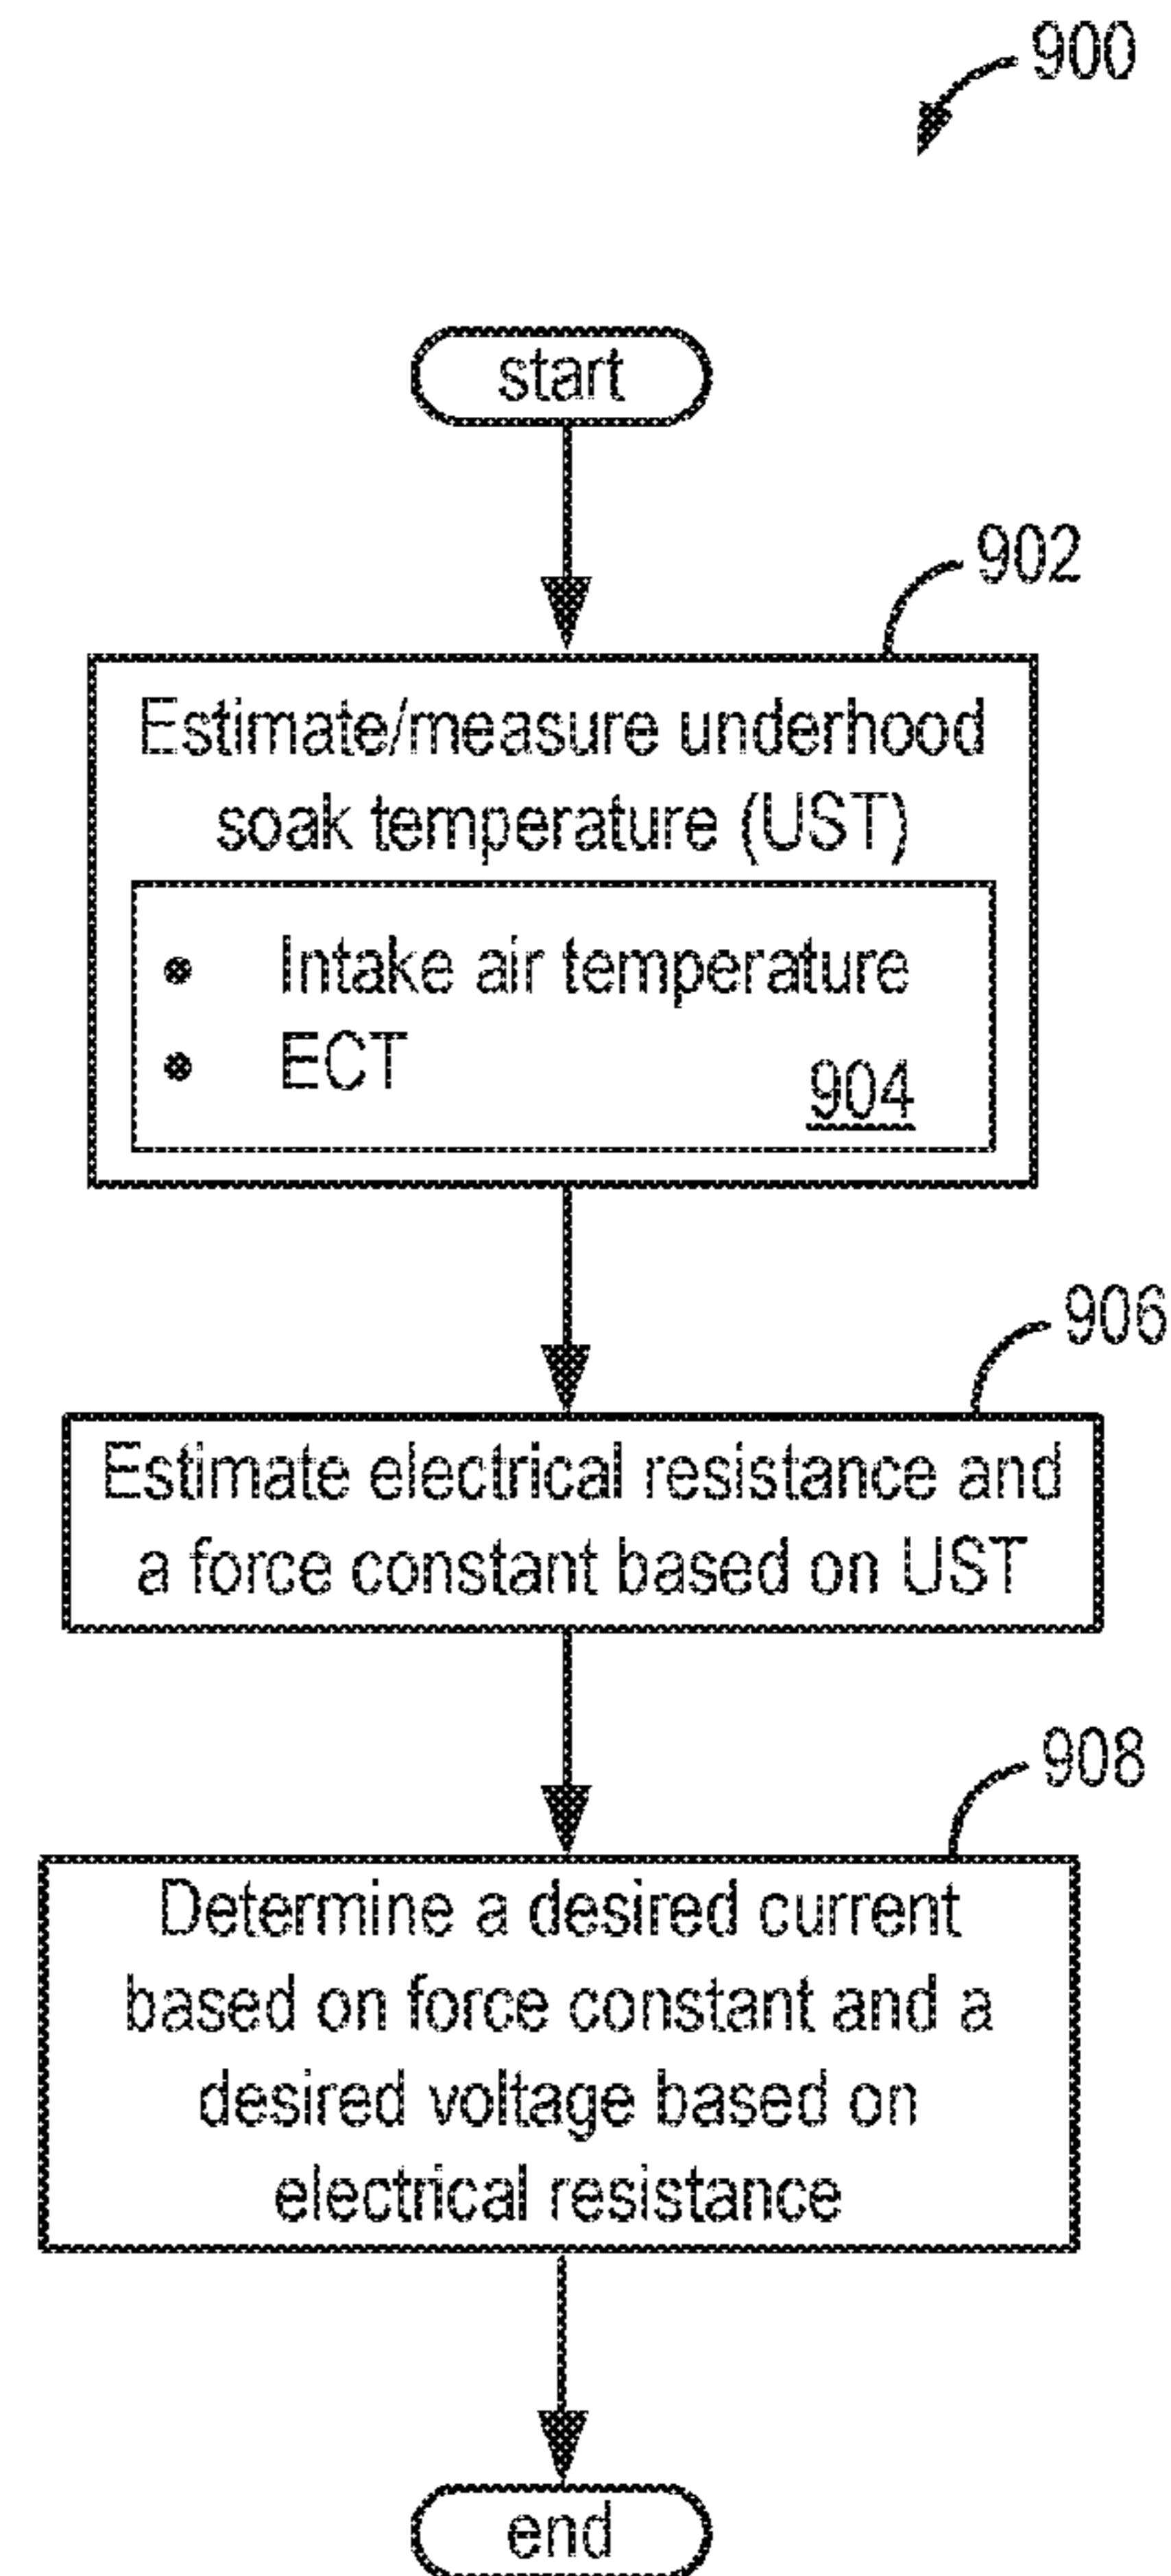 900
start
902
Estimate/measure underhood
soak temperature (UST)
• Intake air temperature
• ECT
904
906
Estimate electrical resistance and
a force constant based on UST
908
Determine a desired current
based on force constant and a
desired voltage based on
electrical resistance
end